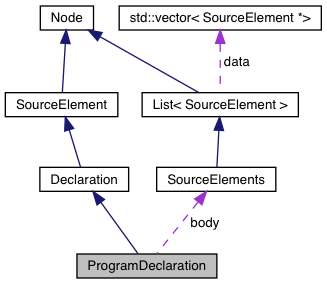 Node
std::vector< SourceElement *>
data
SourceElement
List< SourceElement >
Declaration
SourceElements
body
ProgramDeclaration